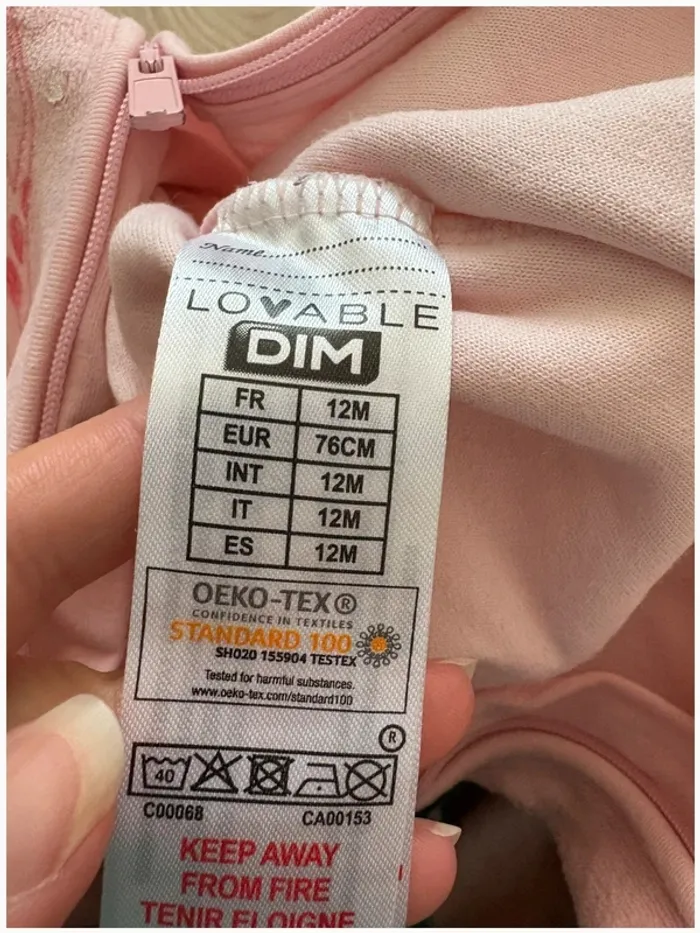 Name
LOVABLE
DIM
FR 12M
EUR 76CM
INT 12M
IT 12M
ES 12M
OEKO-TEX®
CONFIDENCE IN TEXTILES
STANDARD 100
SH020 155904 TESTEX
Tested for harmful substances.
www.oeko-tex.com/standard100
®
40
C00068 CA00153
KEEP AWAY
FROM FIRE
TENIR ELOIGNE